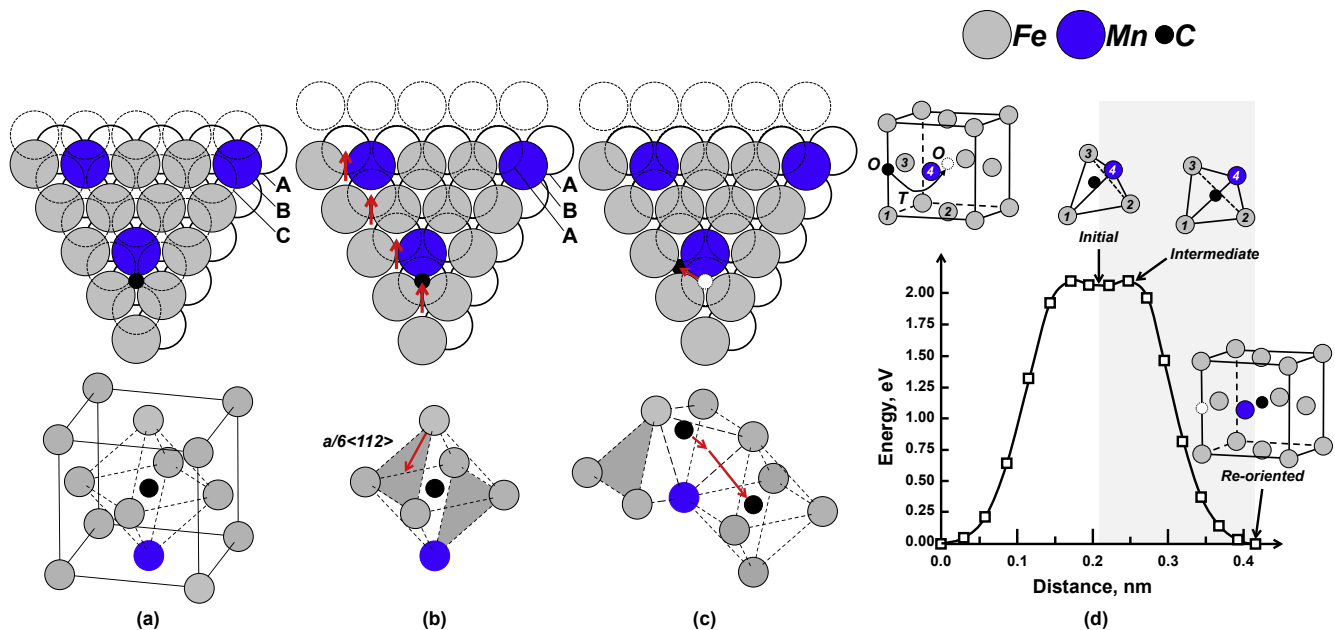 Fe Mn C
A
B
C
A
B
A
a/6<112>
O
3
4
O
T
1
2
3
4
1
2
Initial
3
4
1
2
Intermediate
Re-oriented
Energy, eV
2.00
1.75
1.50
1.25
1.00
0.75
0.50
0.25
0.00
0.0 0.1 0.2 0.3 0.4
Distance, nm
(a) (b) (c) (d)